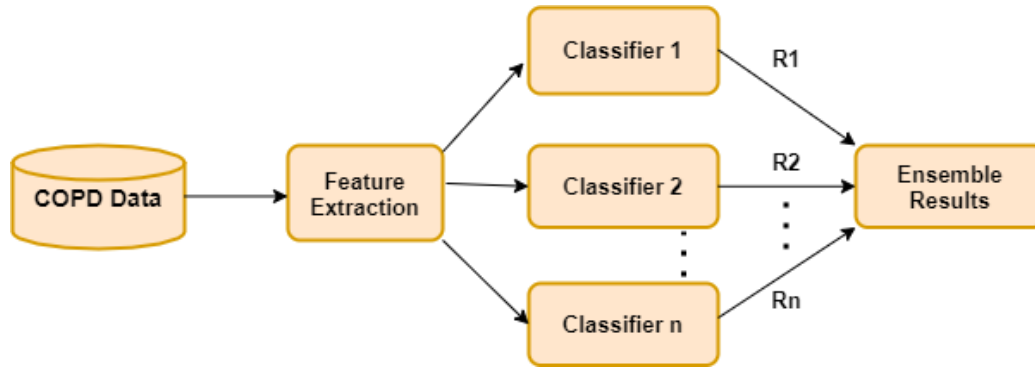 COPD Data
Feature
Extraction
Classifier 1
Classifier 2
Classifier n
R1
R2
Rn
Ensemble
Results